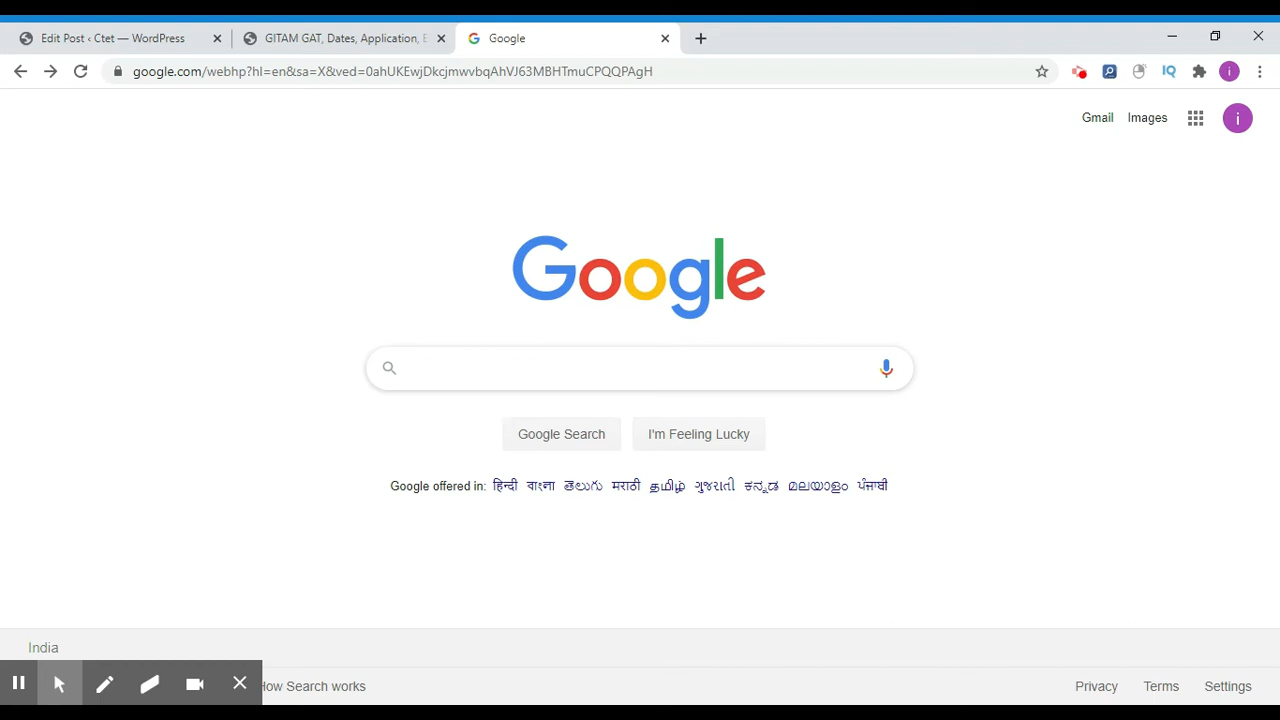 Edit Post ‹ Ctet — WordPress
GITAM GAT, Dates, Application, E
Google
google.com/webhp?hl=en&sa=X&ved=0ahUKEwjDkcjmwvbqAhVJ63MBHTmuCPQQPAgH
IQ
i
Gmail
Images
i
Google
Google Search
I'm Feeling Lucky
Google offered in: हिन्दी বাংলা తెలుగు मराठी தமிழ் ગુજરાતી ಕನ್ನಡ മലയാളം ਪੰਜਾਬੀ
India
How Search works
Privacy
Terms
Settings